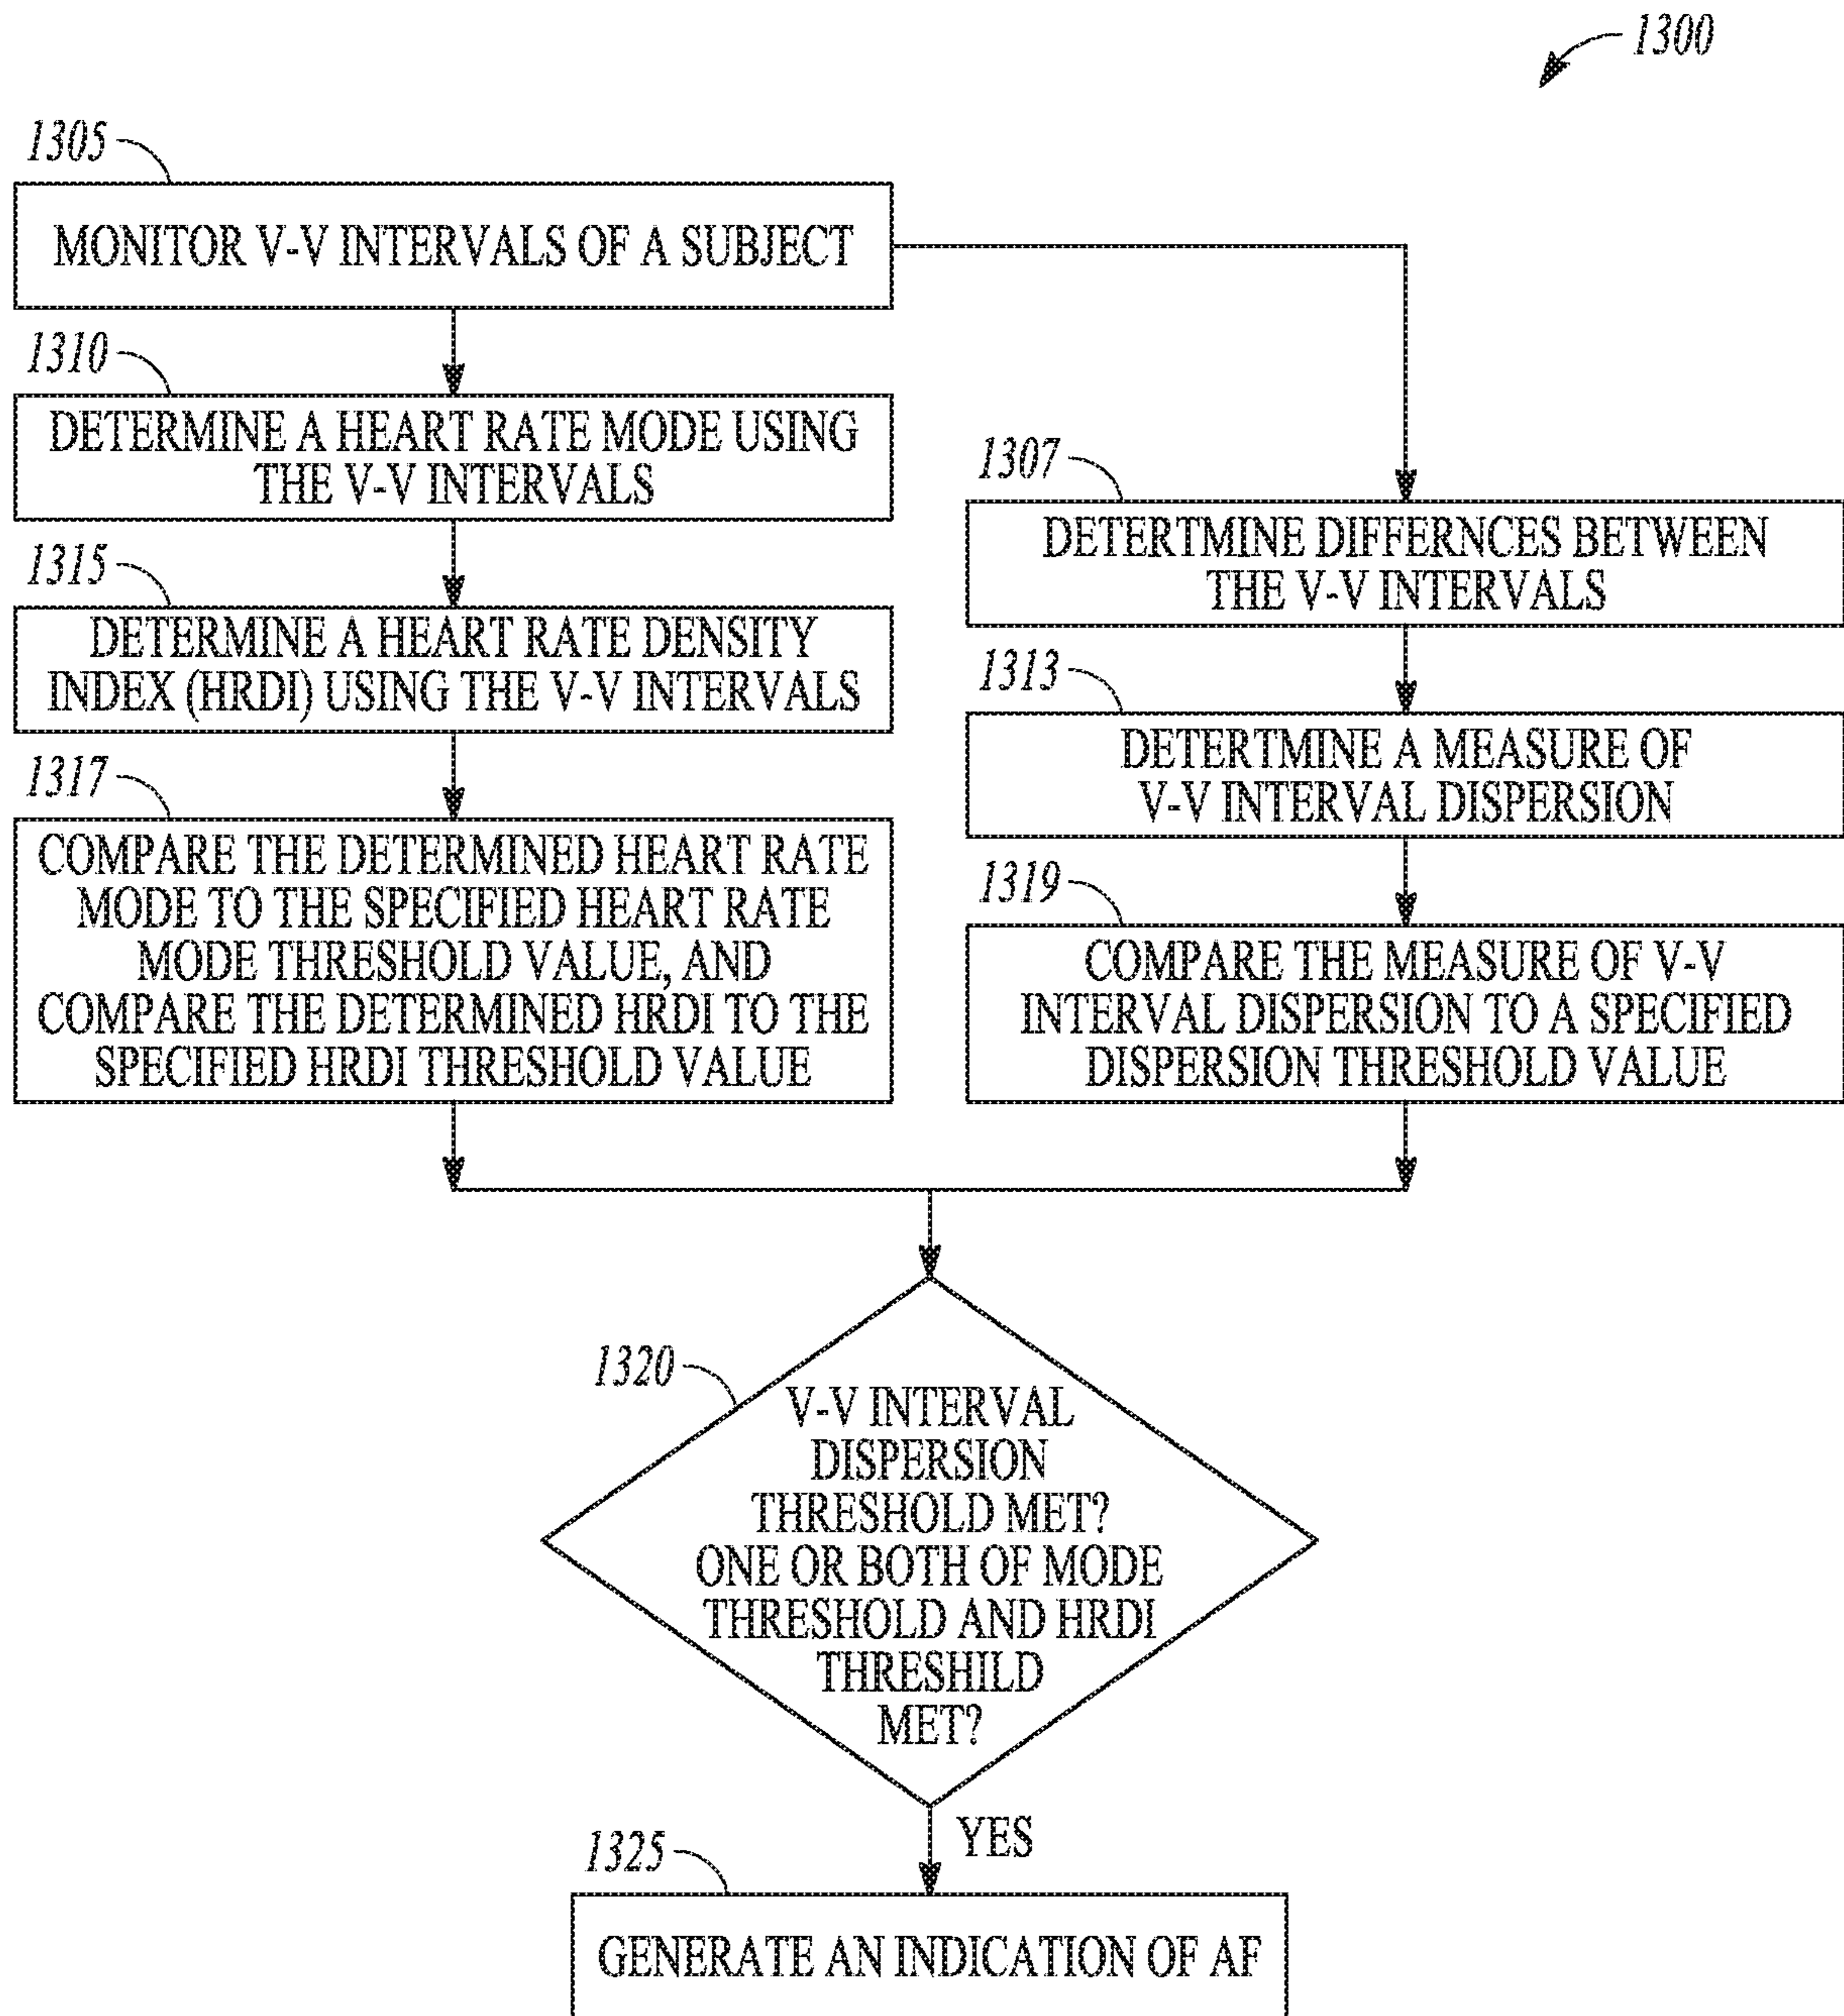 1300
1305
MONITOR V-V INTERVALS OF A SUBJECT
1310
DETERMINE A HEART RATE MODE USING
THE V-V INTERVALS
1315
DETERMINE A HEART RATE DENSITY
INDEX (HRDI) USING THE V-V INTERVALS
1317
COMPARE THE DETERMINED HEART RATE
MODE TO THE SPECIFIED HEART RATE
MODE THRESHOLD VALUE, AND
COMPARE THE DETERMINED HRDI TO THE
SPECIFIED HRDI THRESHOLD VALUE
1307
DETERTMINE DIFFERNCES BETWEEN
THE V-V INTERVALS
1313
DETERTMINE A MEASURE OF
V-V INTERVAL DISPERSION
1319
COMPARE THE MEASURE OF V-V
INTERVAL DISPERSION TO A SPECIFIED
DISPERSION THRESHOLD VALUE
1320
V-V INTERVAL
DISPERSION
THRESHOLD MET?
ONE OR BOTH OF MODE
THRESHOLD AND HRDI
THRESHILD
MET?
YES
1325
GENERATE AN INDICATION OF AF